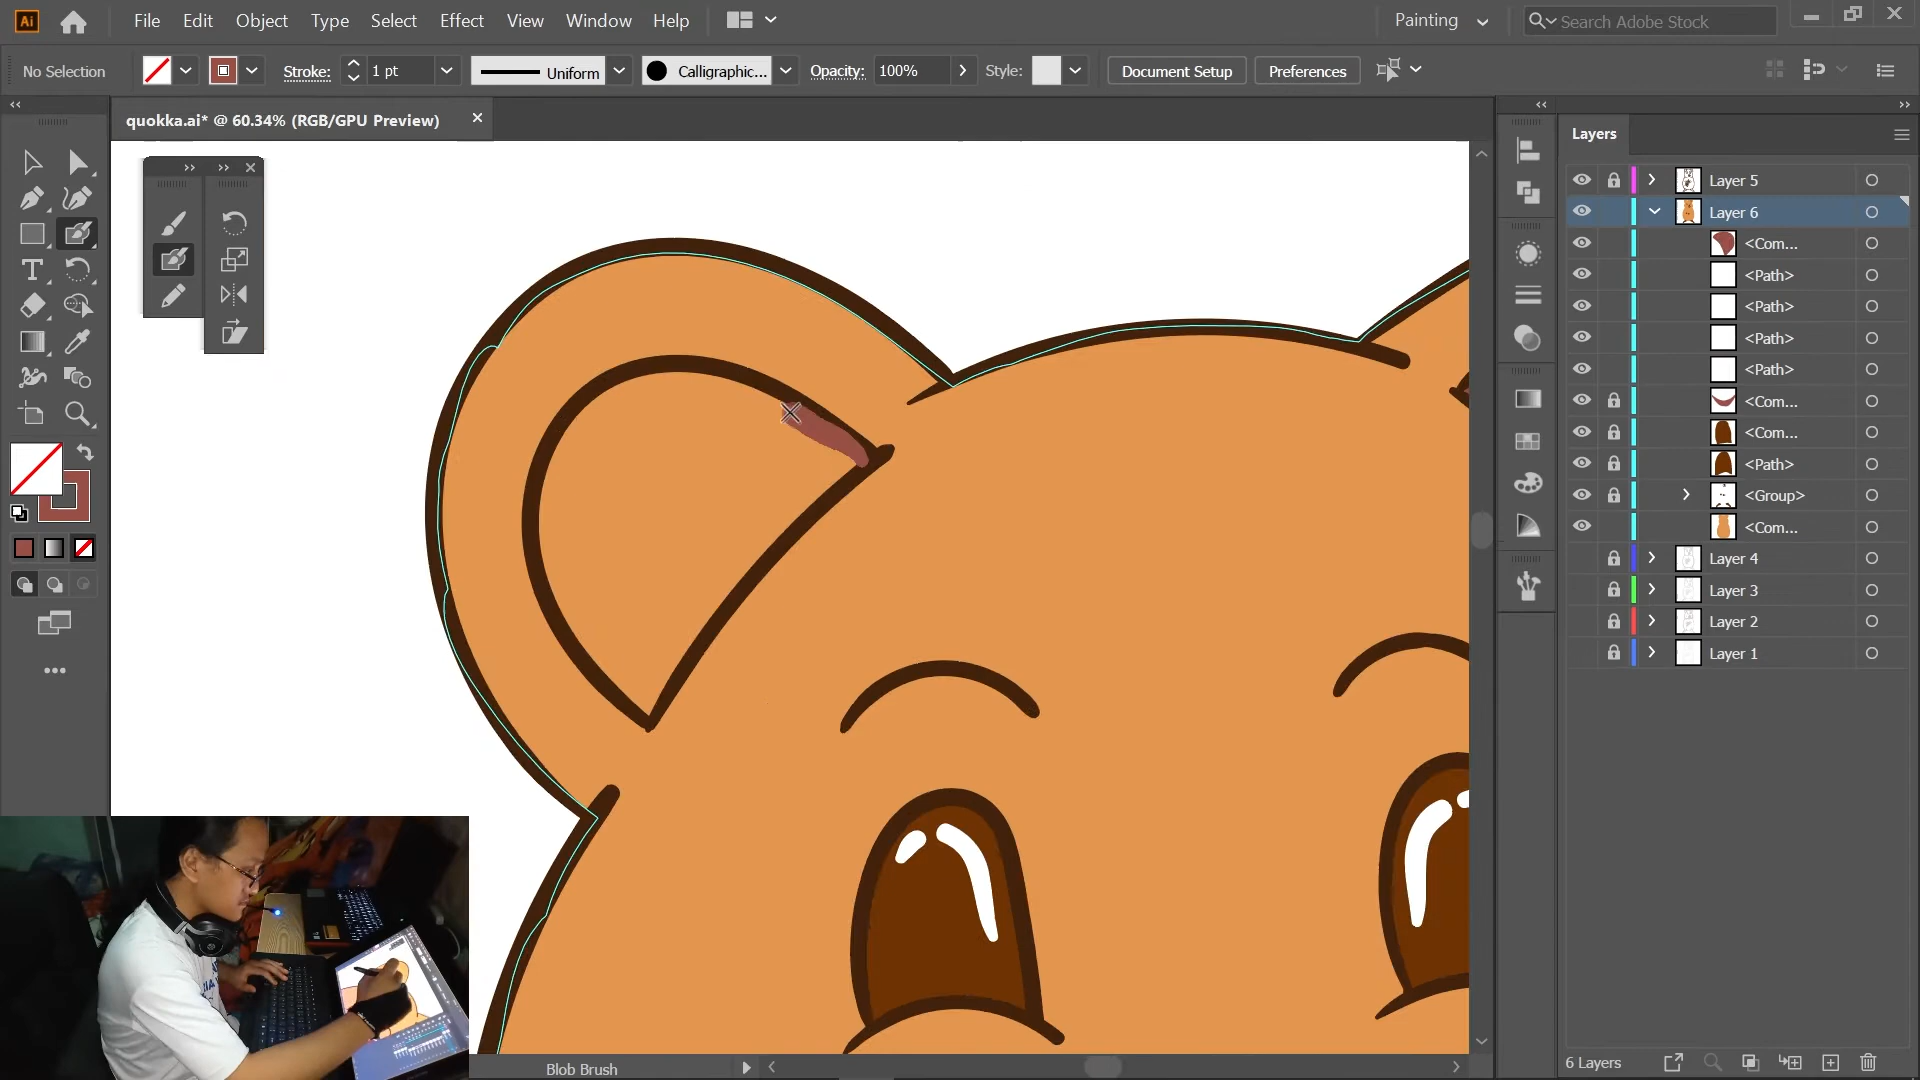 Ai File Edit Object Type Select Effect View Window Help Painting Search Adobe Stock
No Selection Stroke: 1 pt Uniform Calligraphic... Opacity: 100% Style: Document Setup Preferences
quokka.ai* @ 60.34% (RGB/GPU Preview)
Layers
Layer 5
Layer 6
<Com...
<Path>
<Path>
<Path>
<Path>
<Com...
<Com...
<Path>
<Group>
<Com...
Layer 4
Layer 3
Layer 2
Layer 1
Blob Brush
6 Layers